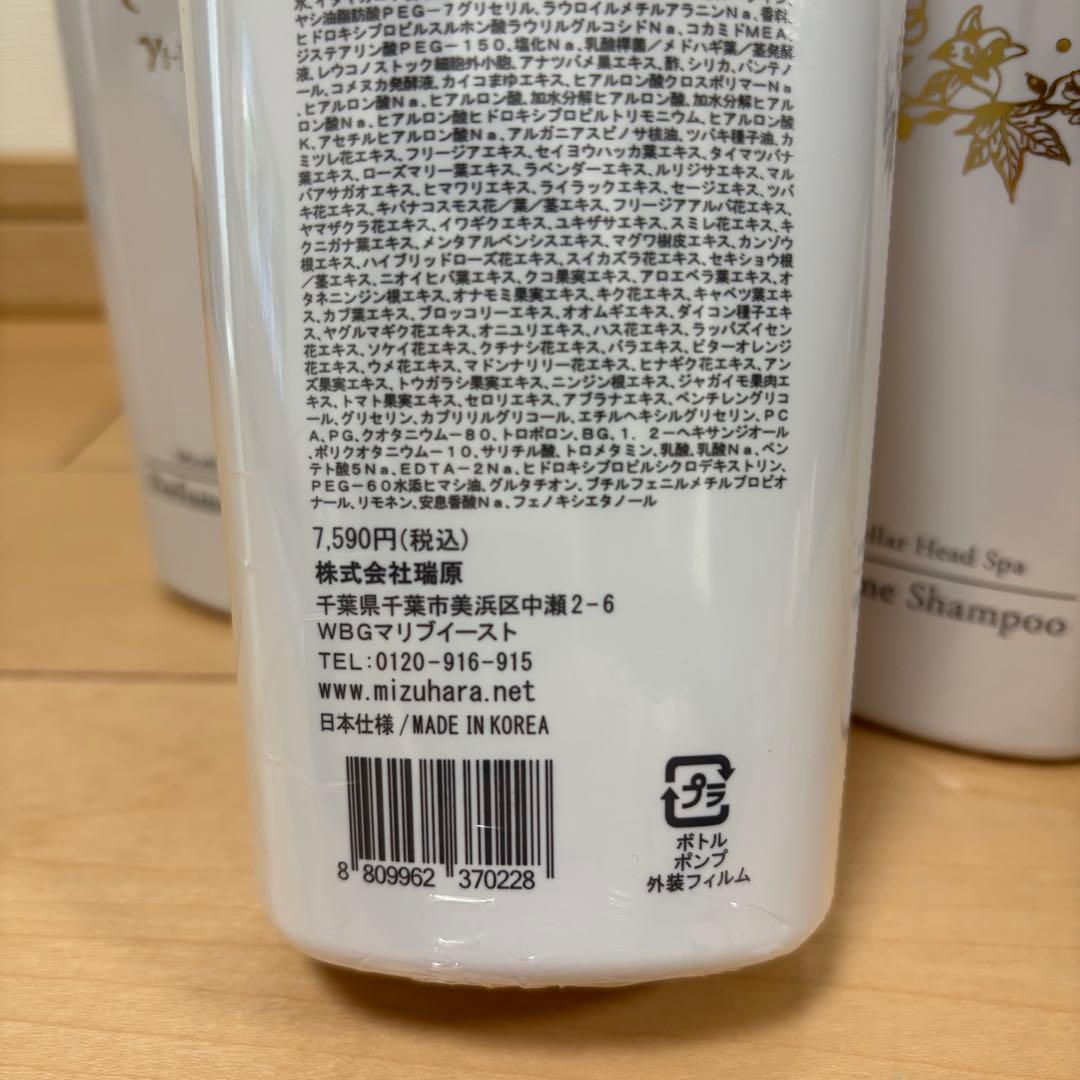 ヤシ油脂肪酸PEG-7グリセリル、ラウロイルメチルアラニンNa、香料、
ヒドロキシプロピルスルホン酸ラウリルグルコシドNa、コカミドMEA、
ジステアリン酸PEG-150、塩化Na、乳酸桿菌／メドハギ葉／茎発酵
液、レウコノストック細胞外小胞、アナツバメ巣エキス、酢、シリカ、パンテノ
ール、コメヌカ発酵液、カイコまゆエキス、ヒアルロン酸クロスポリマーNa
、ヒアルロン酸Na、ヒアルロン酸、加水分解ヒアルロン酸、加水分解ヒアル
ロン酸Na、ヒアルロン酸ヒドロキシプロピルトリモニウム、ヒアルロン酸
K、アセチルヒアルロン酸Na、アルガニアスピノサ核油、ツバキ種子油、カ
ミツレ花エキス、フリージアエキス、セイヨウハッカ葉エキス、タイマツバナ
葉エキス、ローズマリー葉エキス、ラベンダーエキス、ルリジサエキス、マル
バアサガオエキス、ヒマワリエキス、ライラックエキス、セージエキス、ツバ
キ花エキス、キバナコスモス花／葉／茎エキス、フリージアアルバ花エキス、
ヤマザクラ花エキス、イワギクエキス、ユキザサエキス、スミレ花エキス、キ
クニガナ葉エキス、メンタアルベンシスエキス、マグワ樹皮エキス、カンゾウ
根エキス、ハイブリッドローズ花エキス、スイカズラ花エキス、セキショウ根
／茎エキス、ニオイヒバ葉エキス、クコ果実エキス、アロエベラ葉エキス、オ
タネニンジン根エキス、オナモミ果実エキス、キク花エキス、キャベツ葉エキ
ス、カブ葉エキス、ブロッコリーエキス、オオムギエキス、ダイコン種子エキ
ス、ヤグルマギク花エキス、オニユリエキス、ハス花エキス、ラッパズイセン
花エキス、ソケイ花エキス、クチナシ花エキス、バラエキス、ビターオレンジ
花エキス、ウメ花エキス、マドンナリリー花エキス、ヒナギク花エキス、アン
ズ果実エキス、トウガラシ果実エキス、ニンジン根エキス、ジャガイモ果肉エ
キス、トマト果実エキス、セロリエキス、アブラナエキス、ペンチレングリコ
ール、グリセリン、カプリリルグリコール、エチルヘキシルグリセリン、PC
A、PG、クオタニウム-80、トロポロン、BG、1，2-ヘキサンジオール
、ポリクオタニウム-10、サリチル酸、トロメタミン、乳酸、乳酸Na、ペン
テト酸5Na、EDTA-2Na、ヒドロキシプロピルシクロデキストリン、
PEG-60水添ヒマシ油、グルタチオン、ブチルフェニルメチルプロピオ
ナール、リモネン、安息香酸Na、フェノキシエタノール
7,590円(税込)
株式会社瑞原
千葉県千葉市美浜区中瀬2-6
WBGマリブイースト
TEL:0120-916-915
www.mizuhara.net
日本仕様/MADE IN KOREA
8 809962 370228
プラ
ボトル
ポンプ
外装フィルム
Head Spa
Shampoo